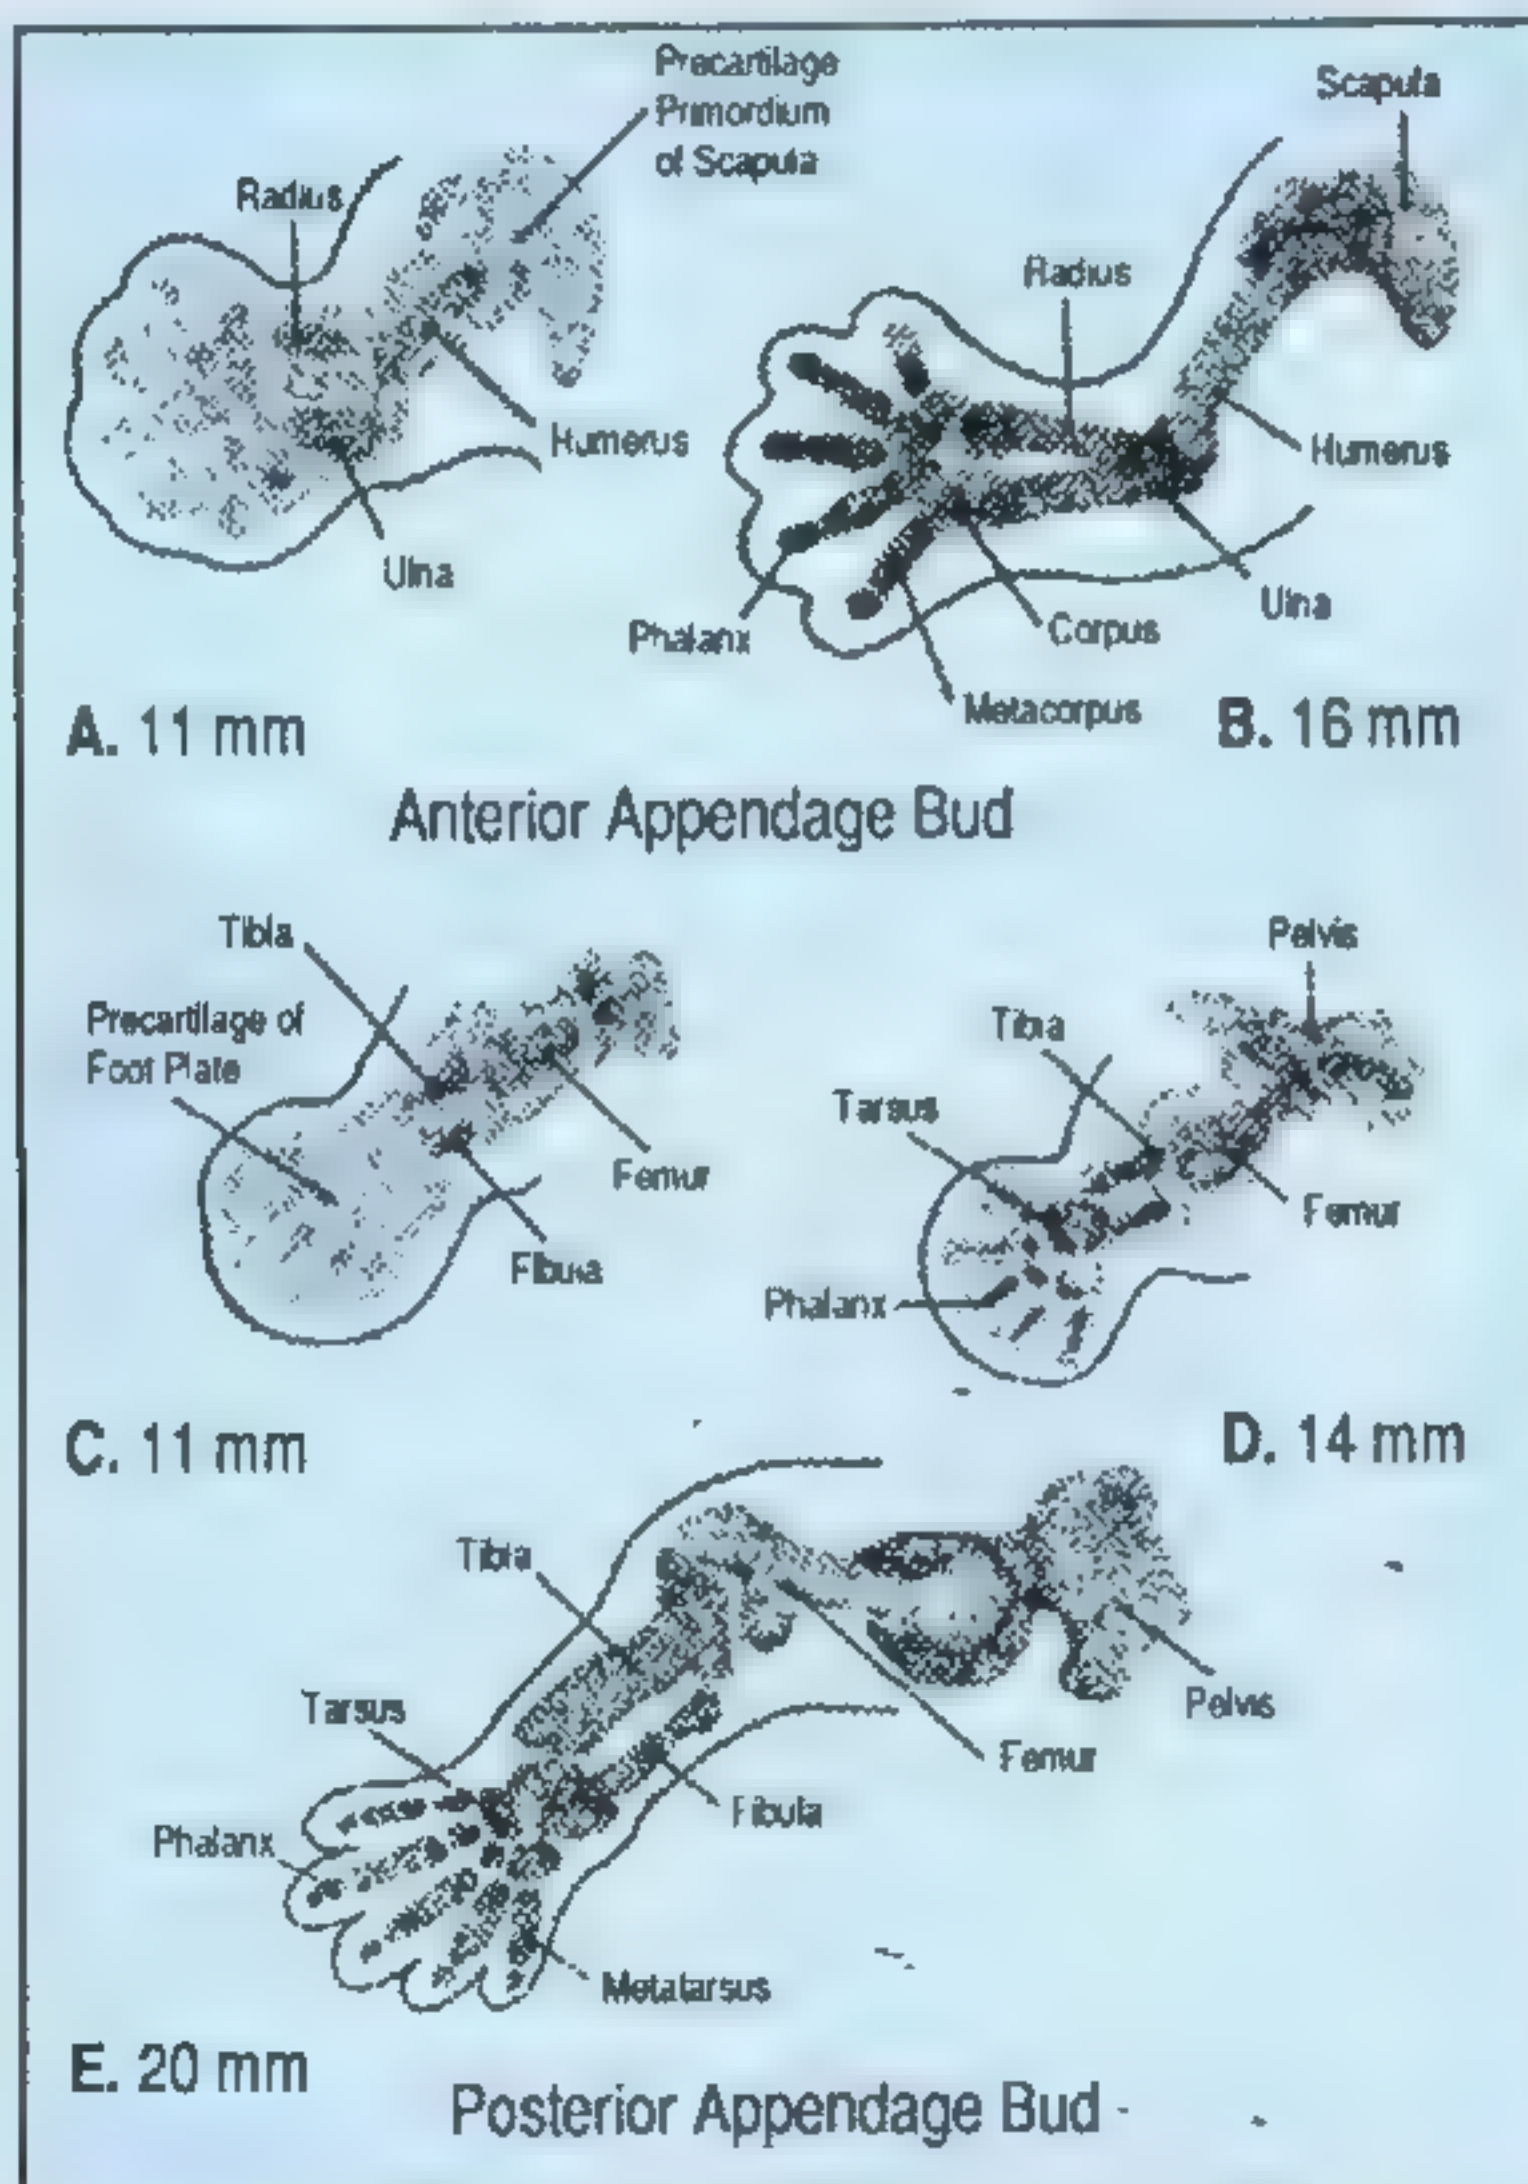 Precartilage
Primordium
of Scapula
Scapula
Radius
Radius
Humerus
Humerus
Ulna
Ulna
Phalanx
Corpus
Metacorpus
A. 11 mm
B. 16 mm
Anterior Appendage Bud
Tibia
Pelvis
Precartilage of
Foot Plate
Tibia
Tarsus
Femur
Femur
Fibula
Phalanx
C. 11 mm
D. 14 mm
Tibia
Tarsus
Pelvis
Femur
Fibula
Phalanx
Metatarsus
E. 20 mm
Posterior Appendage Bud